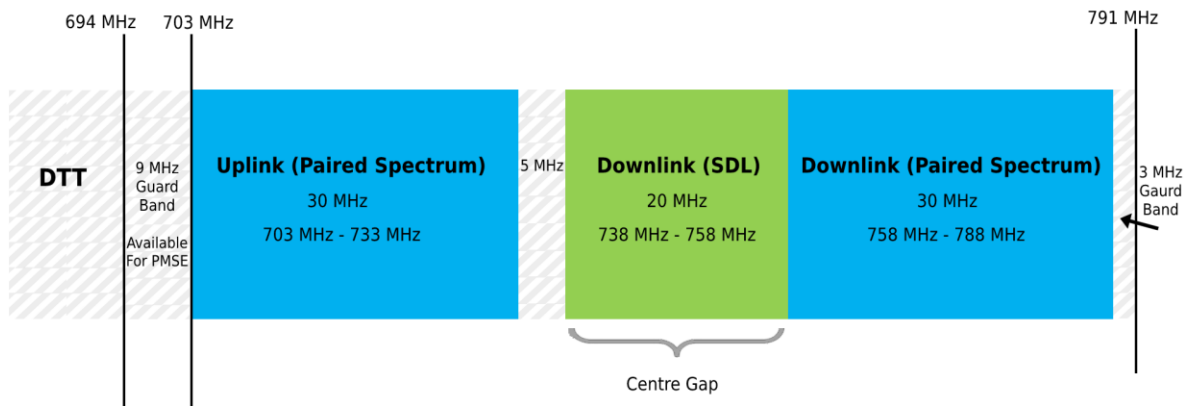 694 MHz
703 MHz
791 MHz
DTT
9 MHz
Guard
Band
Available
For PMSE
Uplink (Paired Spectrum)
30 MHz
703 MHz - 733 MHz
5 MHz
Downlink (SDL)
20 MHz
738 MHz - 758 MHz
Downlink (Paired Spectrum)
30 MHz
758 MHz - 788 MHz
3 MHz
Gaurd
Band
Centre Gap